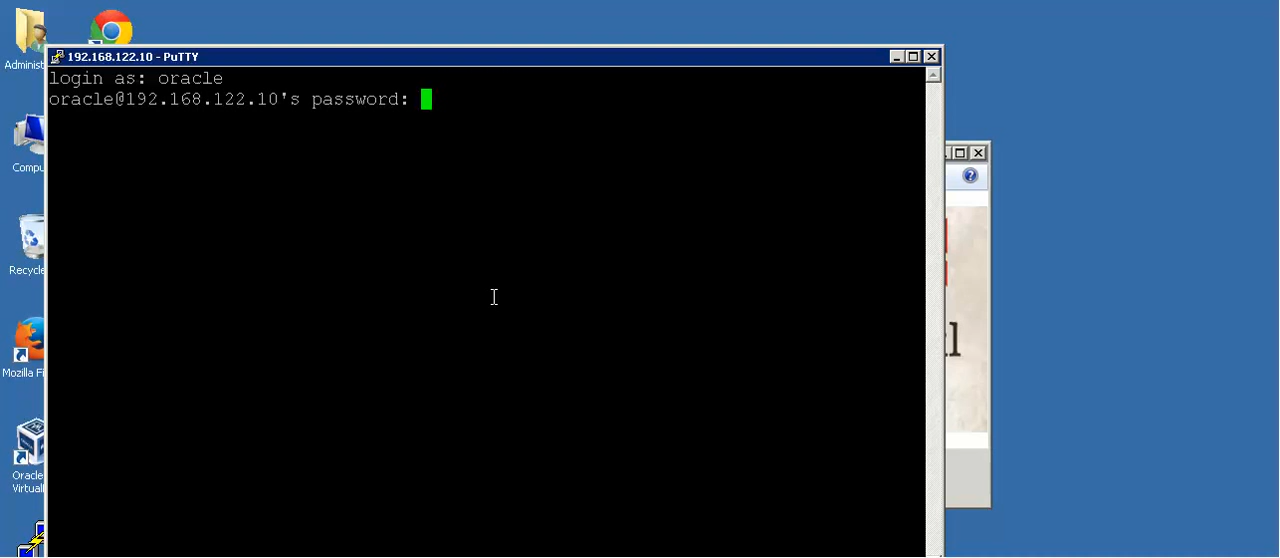 192.168.122.10 - PuTTY
login as: oracle
oracle@192.168.122.10's password:
Administ
Compu
Recycle
Mozilla Fi
Oracle
Virtual